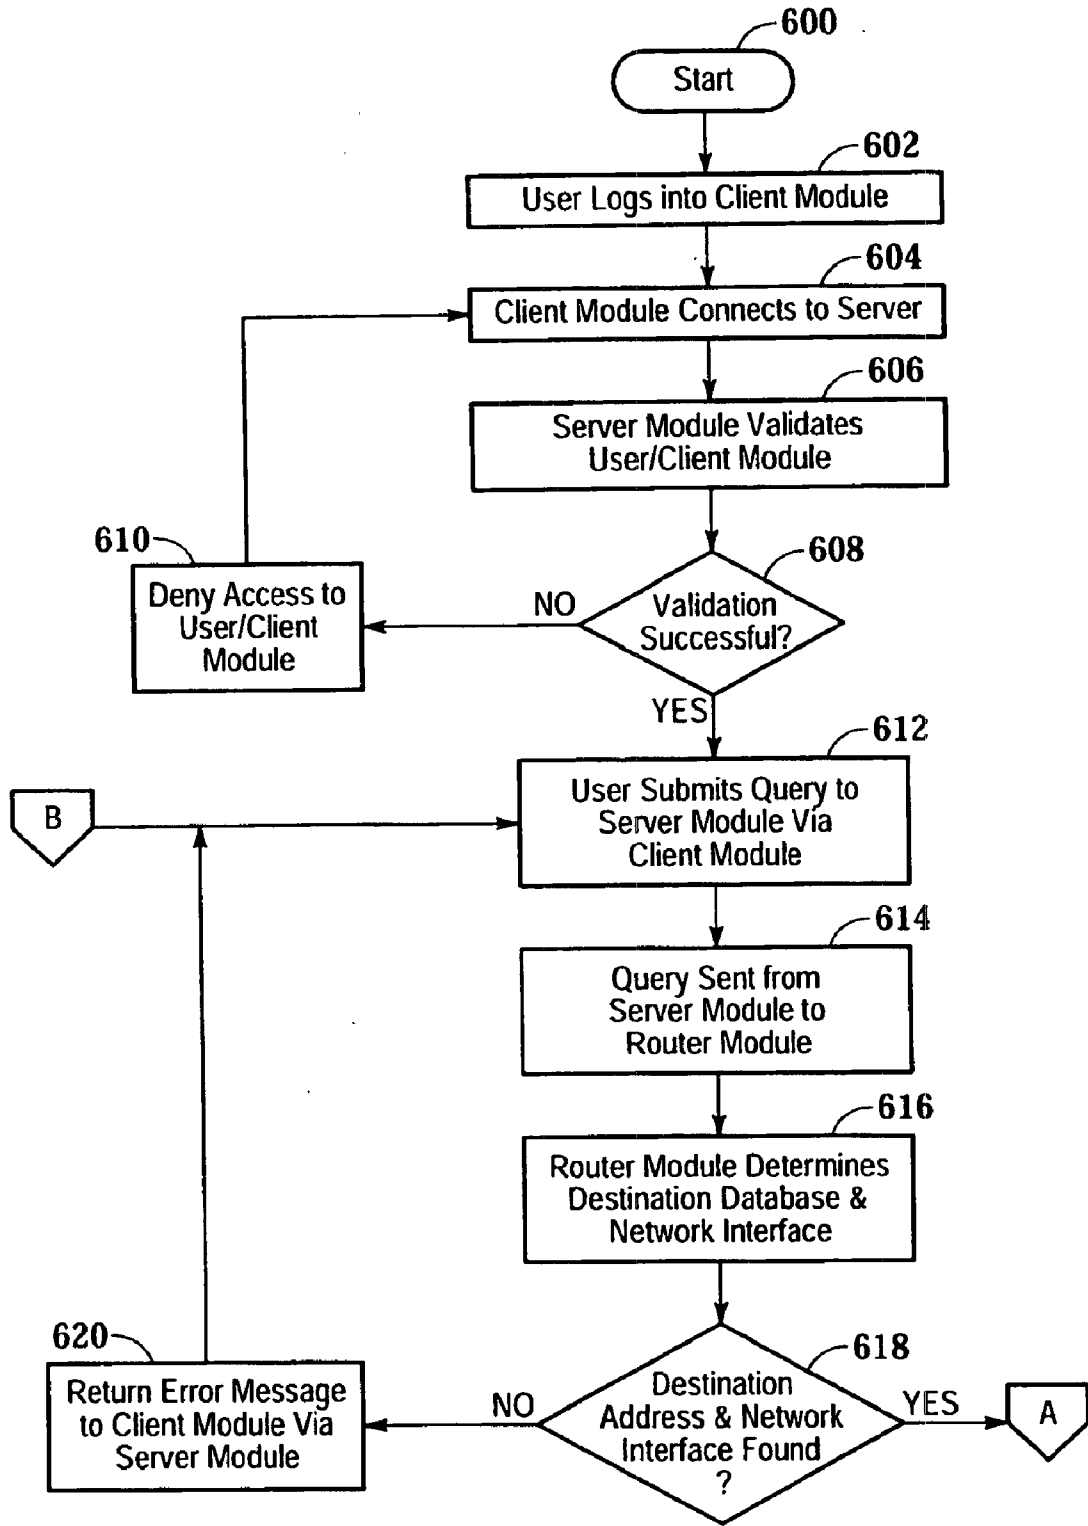 600
Start
602
User Logs into Client Module
604
Client Module Connects to Server
606
Server Module Validates
User/Client Module
610
608
Deny Access to
User/Client
Module
NO
Validation
Successful?
YES
612
B
User Submits Query to
Server Module Via
Client Module
614
Query Sent from
Server Module to
Router Module
616
Router Module Determines
Destination Database &
Network Interface
620
618
Return Error Message
to Client Module Via
Server Module
NO
Destination
Address & Network
Interface Found
?
YES
A